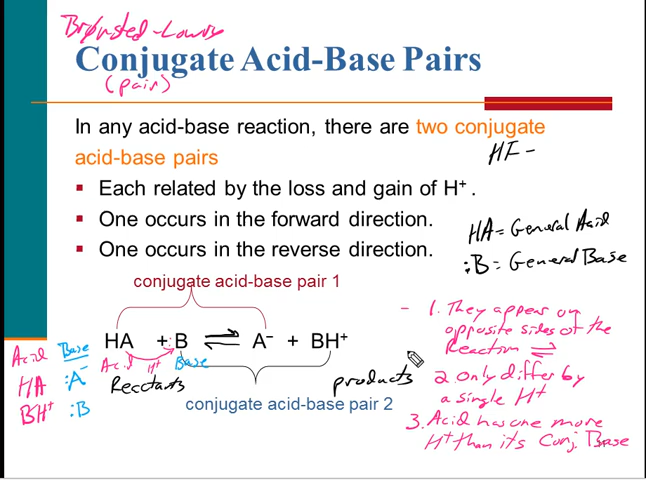 Brønsted-Lowry
Conjugate Acid-Base Pairs
(pair)
In any acid-base reaction, there are two conjugate
acid-base pairs
HF -
▪ Each related by the loss and gain of H⁺ .
▪ One occurs in the forward direction.
▪ One occurs in the reverse direction.
HA = General Acid
:B = General Base
conjugate acid-base pair 1
HA + :B ⇌ A⁻ + BH⁺
Acid H⁺ Base
Reactants
products
conjugate acid-base pair 2
Acid Base
HA :A⁻
BH⁺ :B
- 1. They appear on
opposite sides of the
Reaction ⇌
2. Only differ by
a single H⁺
3. Acid has one more
H⁺ than its Conj. Base